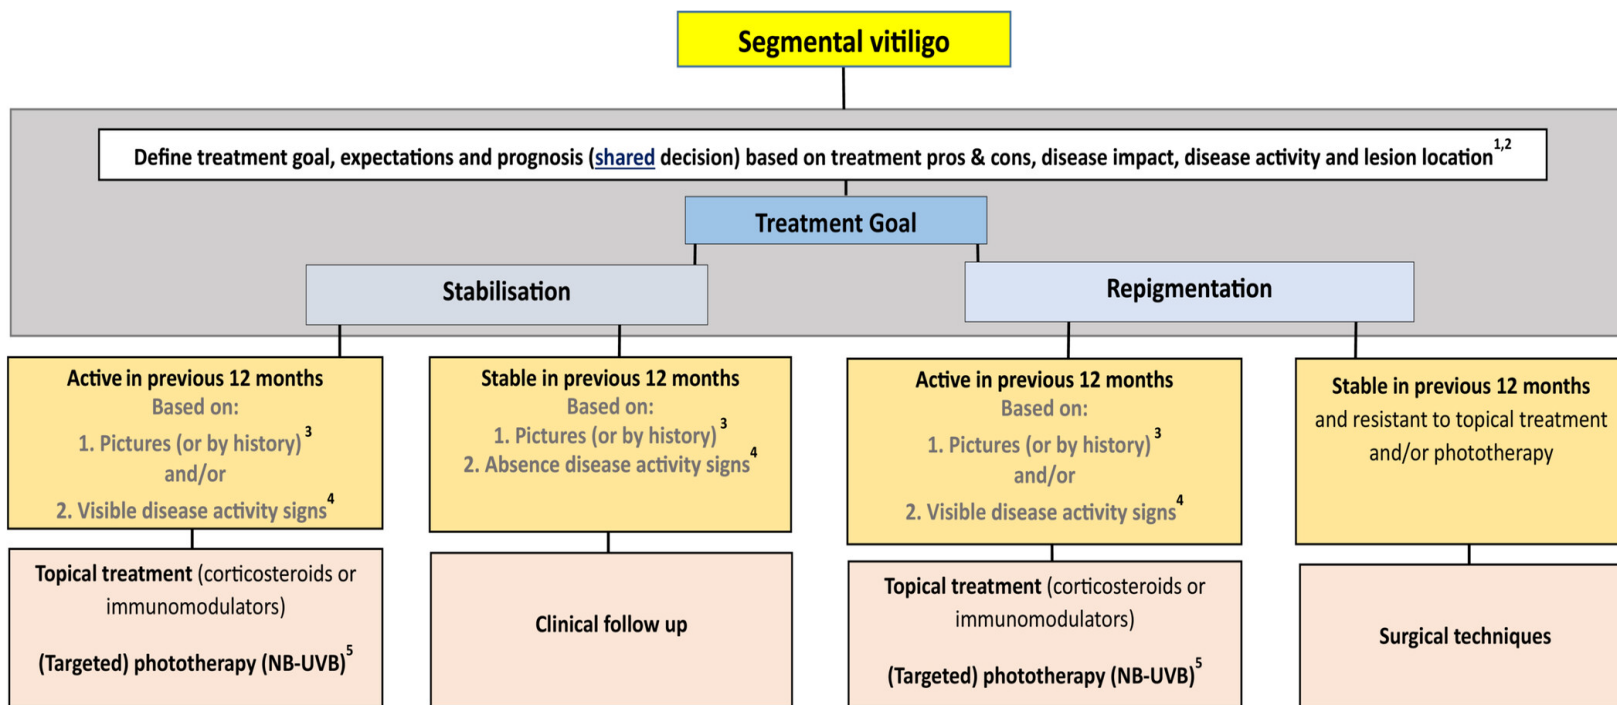 Segmental vitiligo
Define treatment goal, expectations and prognosis (shared decision) based on treatment pros & cons, disease impact, disease activity and lesion location1,2
Treatment Goal
Stabilisation
Repigmentation
Active in previous 12 months
Based on:
1. Pictures (or by history) 3
and/or
2. Visible disease activity signs4
Stable in previous 12 months
Based on:
1. Pictures (or by history) 3
2. Absence disease activity signs4
Active in previous 12 months
Based on:
1. Pictures (or by history) 3
and/or
2. Visible disease activity signs4
Stable in previous 12 months
and resistant to topical treatment
and/or phototherapy
Topical treatment (corticosteroids or
immunomodulators)
(Targeted) phototherapy (NB-UVB)5
Clinical follow up
Topical treatment (corticosteroids or
immunomodulators)
(Targeted) phototherapy (NB-UVB)5
Surgical techniques